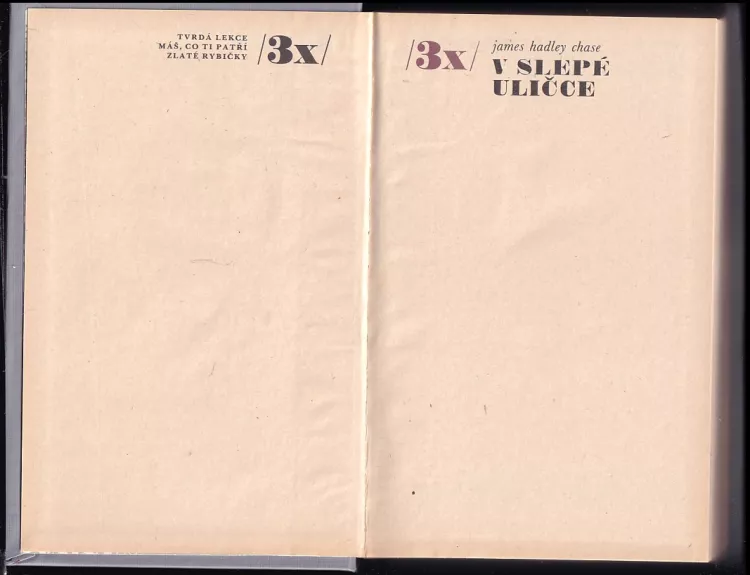 TVRDÁ LEKCE
MÁŠ, CO TI PATŘÍ
ZLATÉ RYBIČKY
/3x/
/3x/
james hadley chase
V SLEPÉ
ULIČCE